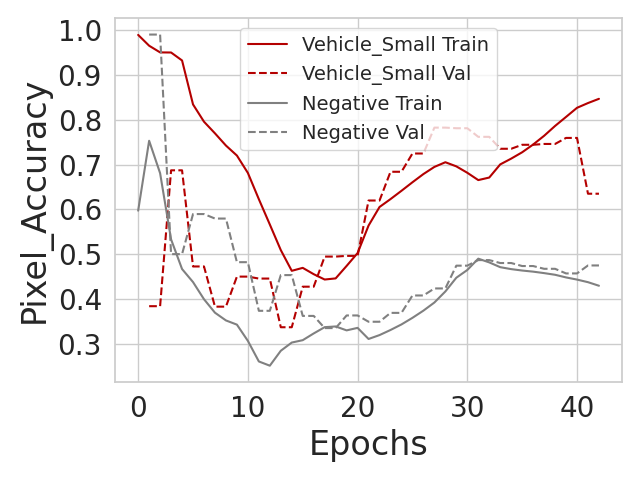 1.0
0.9
0.8
0.7
0.6
0.5
0.4
0.3
Pixel_Accuracy
Vehicle_Small Train
Vehicle_Small Val
Negative Train
Negative Val
0 10 20 30 40
Epochs